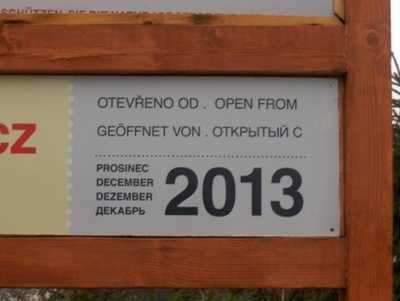 OTEVŘENO OD . OPEN FROM
GEÖFFNET VON . ОТКРЫТЫЙ С
cz
PROSINEC
DECEMBER
DEZEMBER
ДЕКАБРЬ
2013